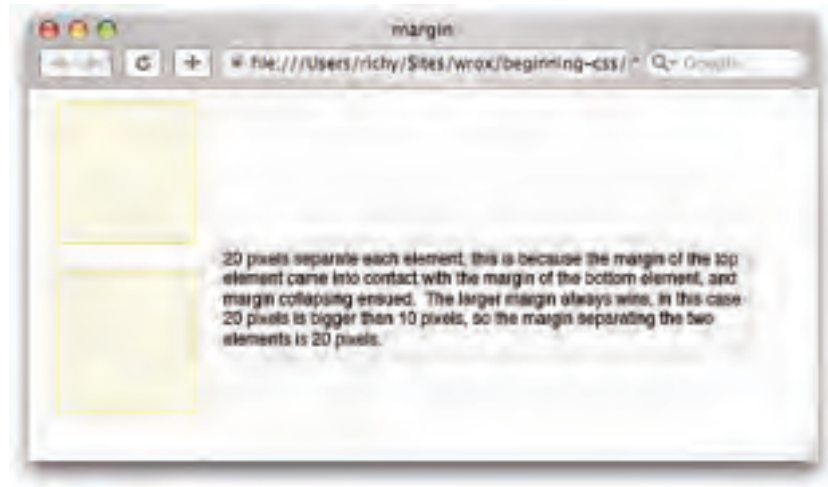 margin
file:///Users/richy/Sites/wrox/beginning-css/
Google
20 pixels separate each element, this is because the margin of the top
element came into contact with the margin of the bottom element, and
margin collapsing ensued. The larger margin always wins, in this case
20 pixels is bigger than 10 pixels, so the margin separating the two
elements is 20 pixels.